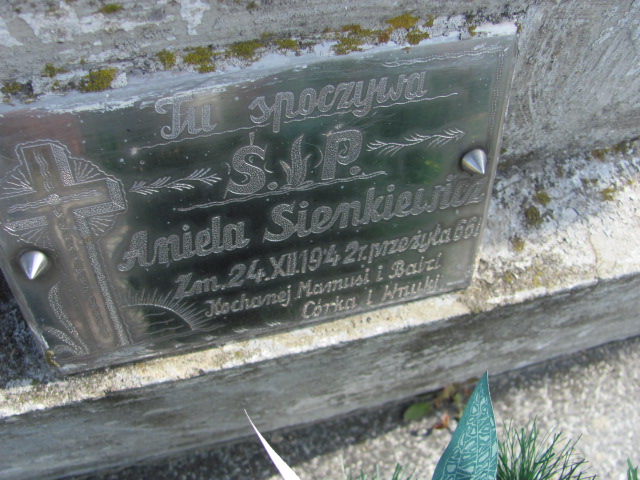 Tu spoczywa
Ś. P.
Aniela Sienkiewicz
Zm. 24.XII.1942r. przeżyła 66l
Kochanej Mamusi i Babci
Córka i Wnuki